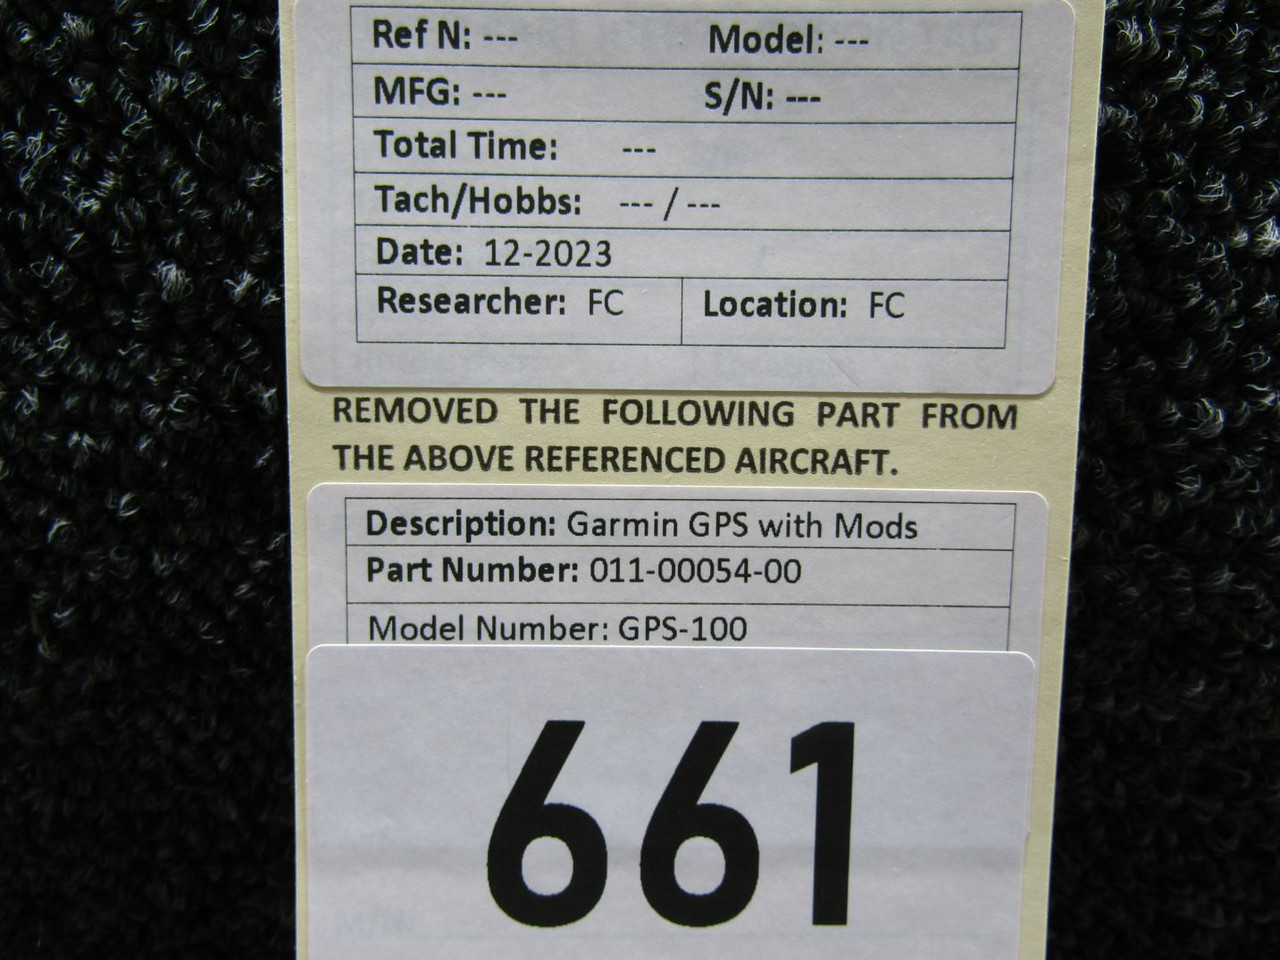 Ref N: --- Model: ---
MFG: --- S/N: ---
Total Time: ---
Tach/Hobbs: --- / ---
Date: 12-2023
Researcher: FC Location: FC
REMOVED THE FOLLOWING PART FROM
THE ABOVE REFERENCED AIRCRAFT.
Description: Garmin GPS with Mods
Part Number: 011-00054-00
Model Number: GPS-100
661